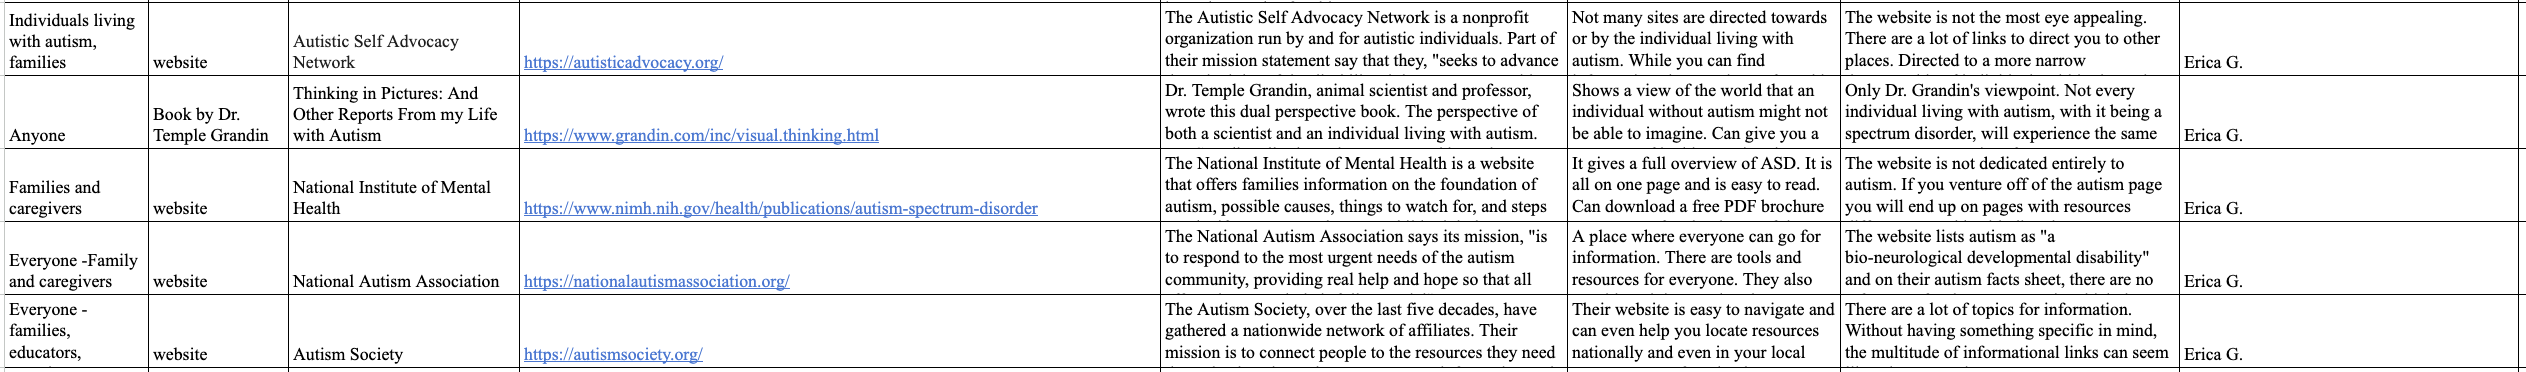 Individuals living
with autism,
families
website
Autistic Self Advocacy
Network
https://autisticadvocacy.org/
The Autistic Self Advocacy Network is a nonprofit
organization run by and for autistic individuals. Part of
their mission statement say that they, "seeks to advance
Not many sites are directed towards
or by the individual living with
autism. While you can find
The website is not the most eye appealing.
There are a lot of links to direct you to other
places. Directed to a more narrow
Erica G.
Anyone
Book by Dr.
Temple Grandin
Thinking in Pictures: And
Other Reports From my Life
with Autism
https://www.grandin.com/inc/visual.thinking.html
Dr. Temple Grandin, animal scientist and professor,
wrote this dual perspective book. The perspective of
both a scientist and an individual living with autism.
Shows a view of the world that an
individual without autism might not
be able to imagine. Can give you a
Only Dr. Grandin's viewpoint. Not every
individual living with autism, with it being a
spectrum disorder, will experience the same
Erica G.
Families and
caregivers
website
National Institute of Mental
Health
https://www.nimh.nih.gov/health/publications/autism-spectrum-disorder
The National Institute of Mental Health is a website
that offers families information on the foundation of
autism, possible causes, things to watch for, and steps
It gives a full overview of ASD. It is
all on one page and is easy to read.
Can download a free PDF brochure
The website is not dedicated entirely to
autism. If you venture off of the autism page
you will end up on pages with resources
Erica G.
Everyone -Family
and caregivers
website
National Autism Association
https://nationalautismassociation.org/
The National Autism Association says its mission, "is
to respond to the most urgent needs of the autism
community, providing real help and hope so that all
A place where everyone can go for
information. There are tools and
resources for everyone. They also
The website lists autism as "a
bio-neurological developmental disability"
and on their autism facts sheet, there are no
Erica G.
Everyone -
families,
educators,
website
Autism Society
https://autismsociety.org/
The Autism Society, over the last five decades, have
gathered a nationwide network of affiliates. Their
mission is to connect people to the resources they need
Their website is easy to navigate and
can even help you locate resources
nationally and even in your local
There are a lot of topics for information.
Without having something specific in mind,
the multitude of informational links can seem
Erica G.